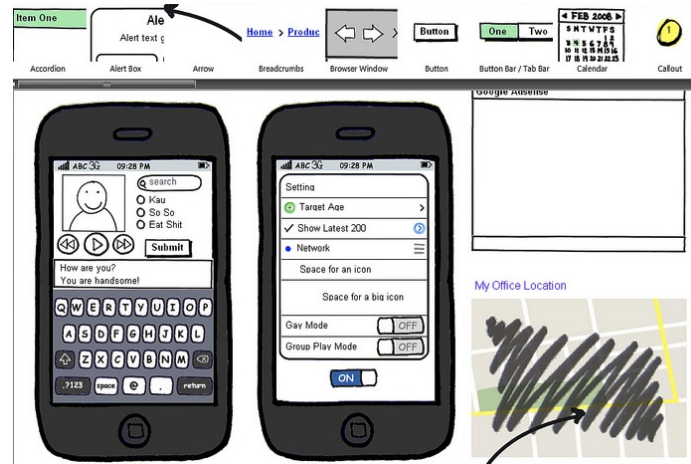 Item One
Ale
Alert text
Home > Produc
Button
One Two
FEB 2008
S M T W T F S
1
Accordion
Alert Box
Arrow
Breadcrumbs
Browser Window
Button
Button Bar / Tab Bar
Calendar
Callout
Google Adsense
ABC 3G 09:28 PM
search
Kau
So So
Eat Shit
Submit
How are you?
You are handsome!
Q W E R T Y U I O P
A S D F G H J K L
Z X C V B N M
.?123 space @ . return
ABC 3G 09:28 PM
Setting
Target Age
Show Latest 200
Network
Space for an icon
Space for a big icon
Gay Mode OFF
Group Play Mode OFF
ON
My Office Location